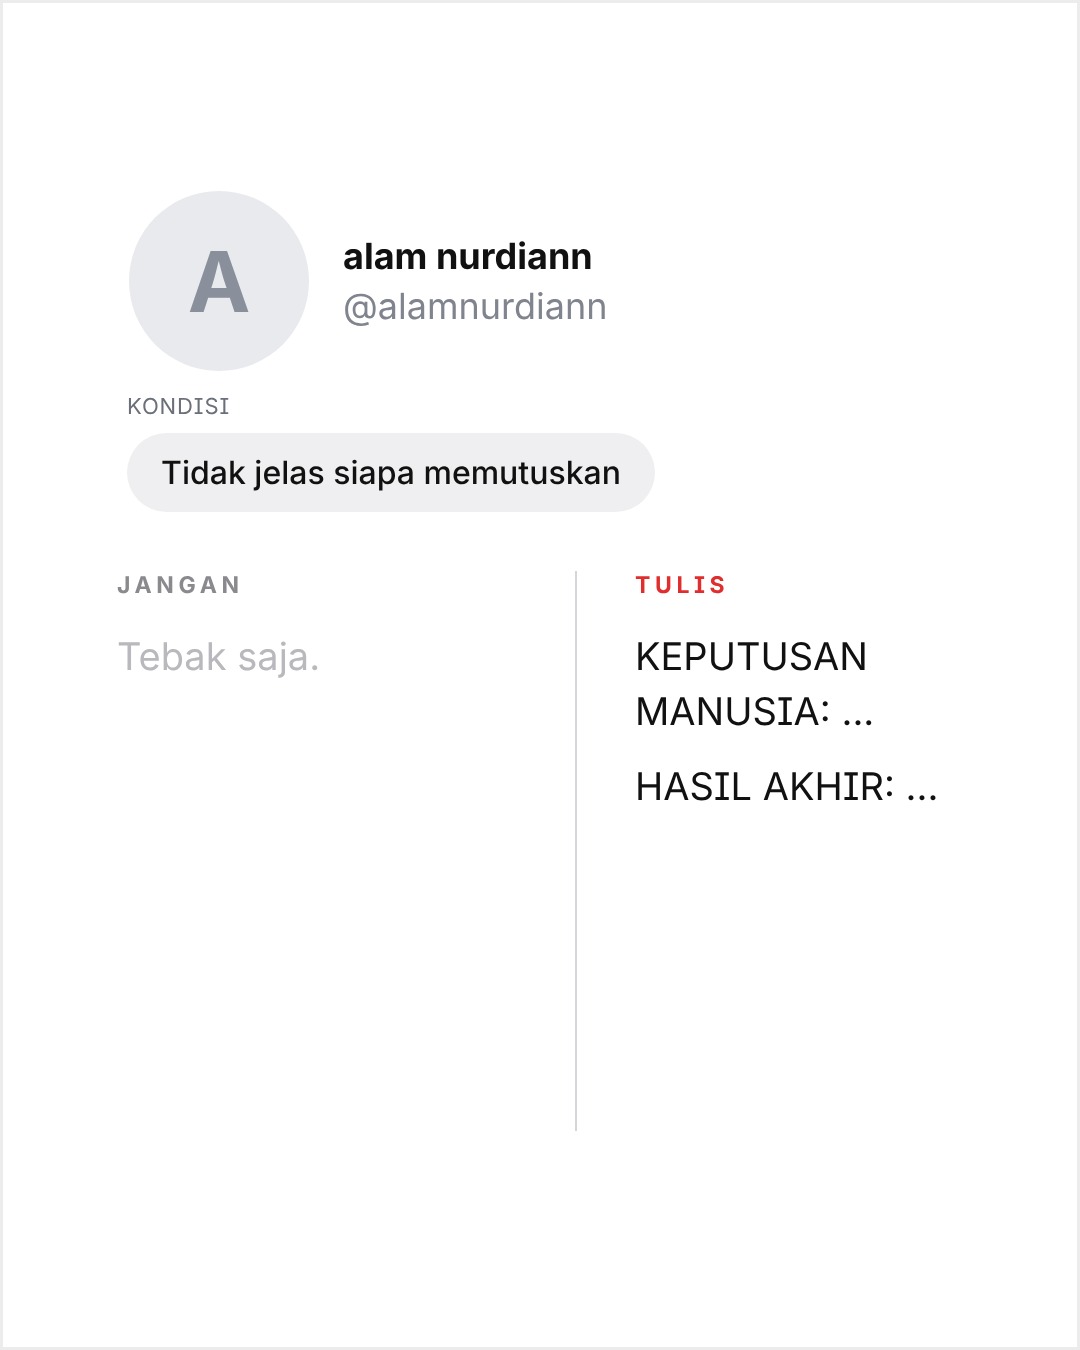 A
alam nurdiann
@alamnurdiann
KONDISI
Tidak jelas siapa memutuskan
JANGAN
Tebak saja.
TULIS
KEPUTUSAN
MANUSIA: ...
HASIL AKHIR: ...